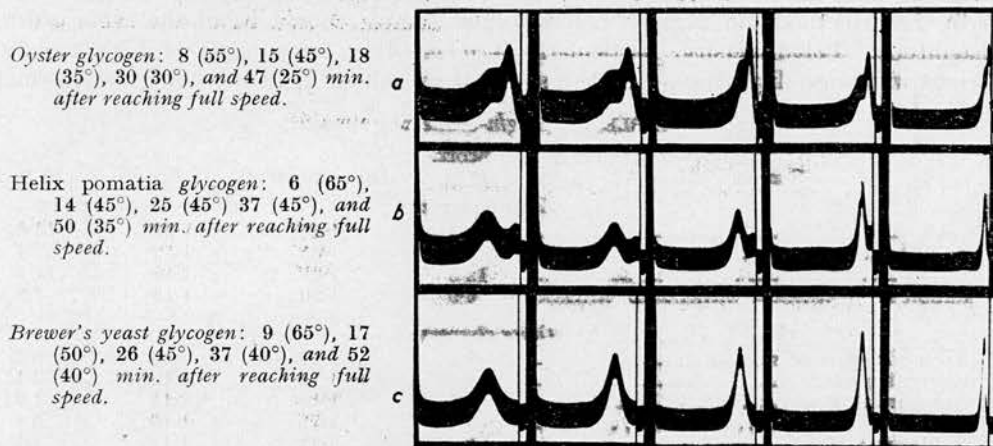 Oyster glycogen: 8 (55°), 15 (45°), 18
(35°), 30 (30°), and 47 (25°) min.
after reaching full speed.
a
Helix pomatia glycogen: 6 (65°),
14 (45°), 25 (45°) 37 (45°), and
50 (35°) min. after reaching full
speed.
b
Brewer's yeast glycogen: 9 (65°), 17
(50°), 26 (45°), 37 (40°), and 52
(40°) min. after reaching full
speed.
c